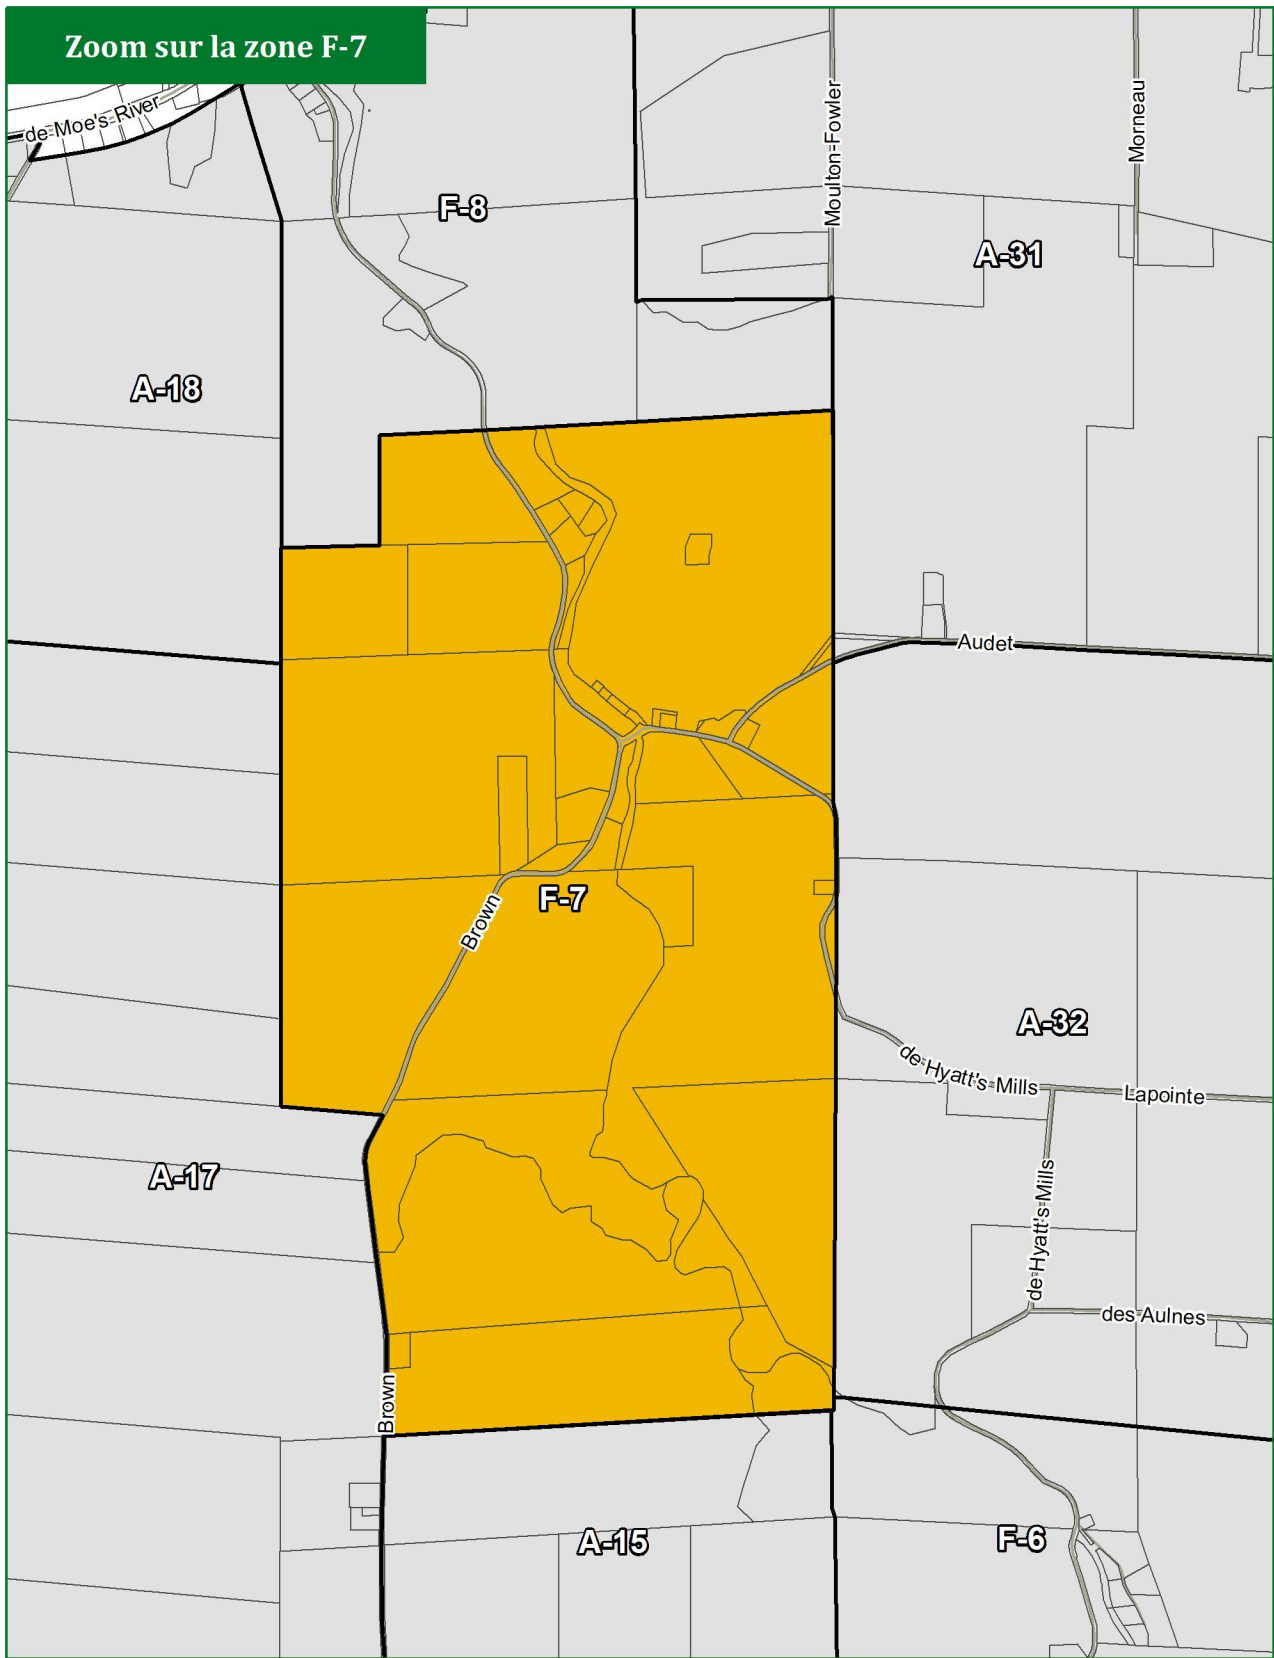 Zoom sur la zone F-7
de Moe's River
Moulton-Fowler
Morneau
F-8
A-31
A-18
Audet
F-7
Brown
A-32
de Hyatt's Mills
Lapointe
A-17
de Hyatt's Mills
des Aulnes
Brown
A-15
F-6